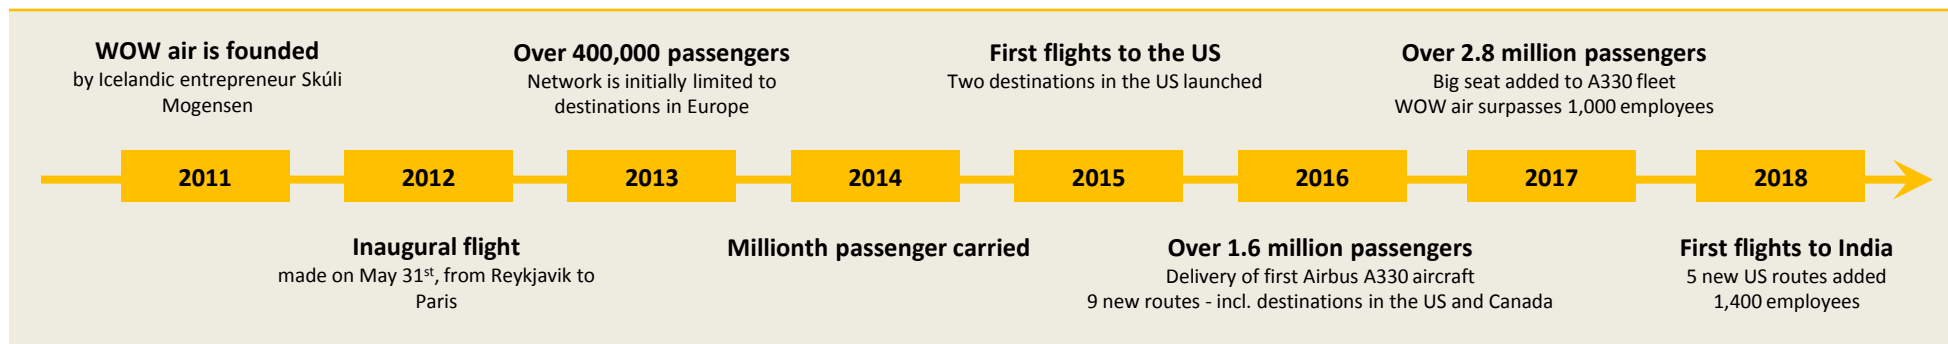 WOW air is founded
by Icelandic entrepreneur Skúli
Mogensen
Over 400,000 passengers
Network is initially limited to
destinations in Europe
First flights to the US
Two destinations in the US launched
Over 2.8 million passengers
Big seat added to A330 fleet
WOW air surpasses 1,000 employees
2011
2012
2013
2014
2015
2016
2017
2018
Inaugural flight
made on May 31st, from Reykjavik to
Paris
Millionth passenger carried
Over 1.6 million passengers
Delivery of first Airbus A330 aircraft
9 new routes - incl. destinations in the US and Canada
First flights to India
5 new US routes added
1,400 employees